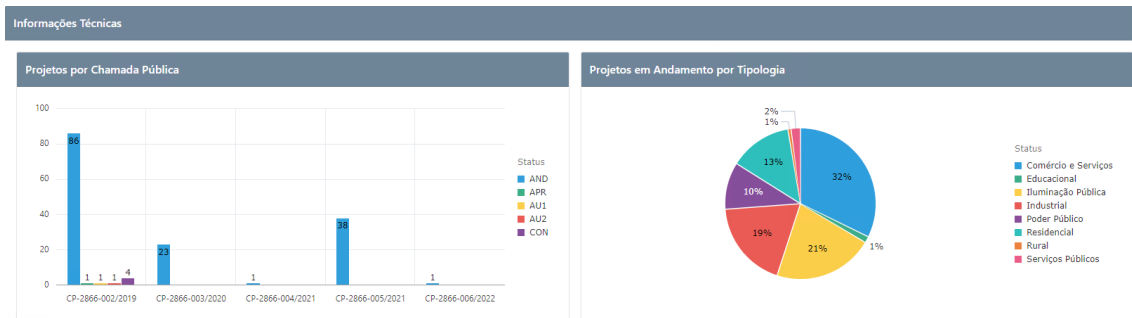 Informações Técnicas
Projetos por Chamada Pública
100
80
60
40
20
0
86
1 1 1 4
23
1
38
1
CP-2866-002/2019 CP-2866-003/2020 CP-2866-004/2021 CP-2866-005/2021 CP-2866-006/2022
Status
AND
APR
AU1
AU2
CON
Projetos em Andamento por Tipologia
2%
1%
13%
32%
10%
19%
21%
1%
Status
Comércio e Serviços
Educacional
Iluminação Pública
Industrial
Poder Público
Residencial
Rural
Serviços Públicos